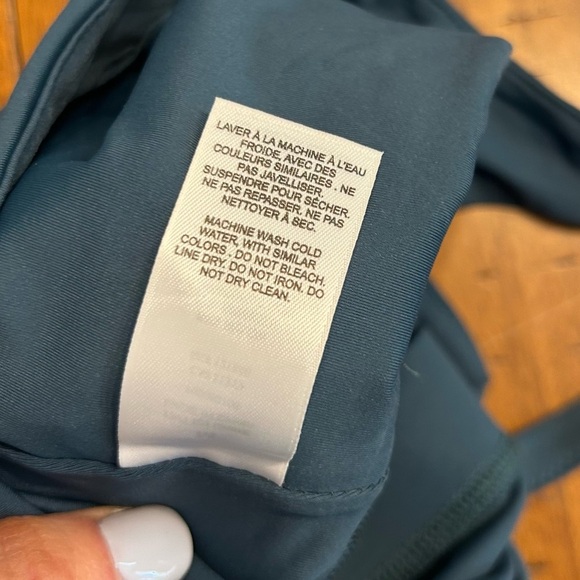 LAVER À LA MACHINE À L'EAU
FROIDE, AVEC DES
COULEURS SIMILAIRES . NE
PAS JAVELLISER.
SUSPENDRE POUR SÉCHER.
NE PAS REPASSER. NE PAS
NETTOYER À SEC.
MACHINE WASH COLD
WATER, WITH SIMILAR
COLORS . DO NOT BLEACH.
LINE DRY. DO NOT IRON. DO
NOT DRY CLEAN.